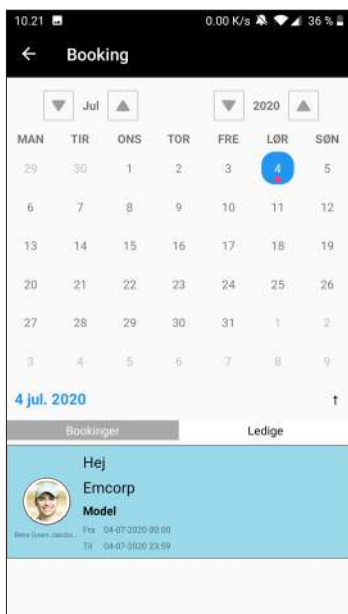 10.21 0.00 K/s 36 %
Booking
Jul 2020
MAN TIR ONS TOR FRE LØR SØN
29 30 1 2 3 4 5
6 7 8 9 10 11 12
13 14 15 16 17 18 19
20 21 22 23 24 25 26
27 28 29 30 31 1 2
3 4 5 6 7 8 9
4 jul. 2020 ↑
Bookinger Ledige
Hej
Emcorp
Model
Fra 04-07-2020 00:00
Til 04-07-2020 23:59